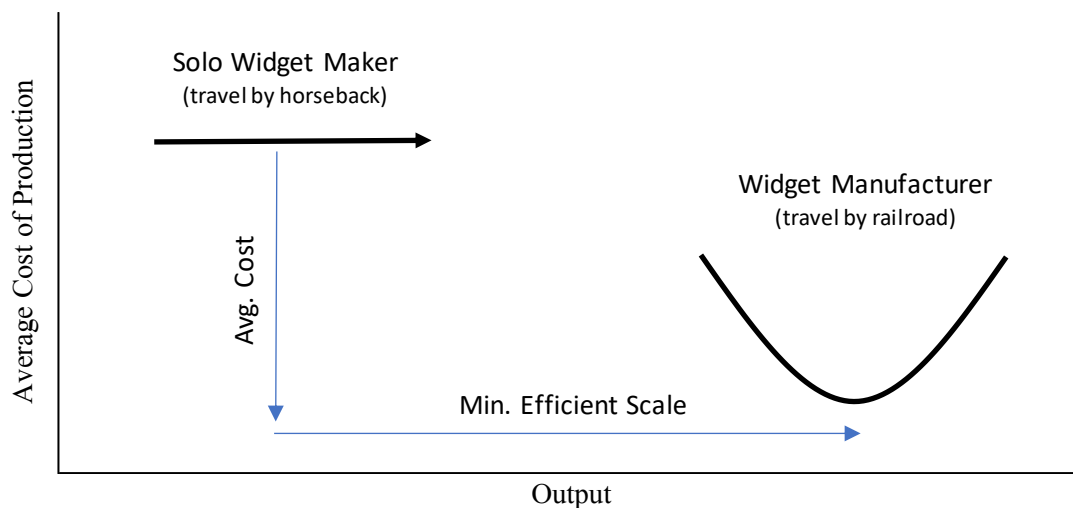 Solo Widget Maker
(travel by horseback)
Widget Manufacturer
(travel by railroad)
Average Cost of Production
Avg. Cost
Min. Efficient Scale
Output